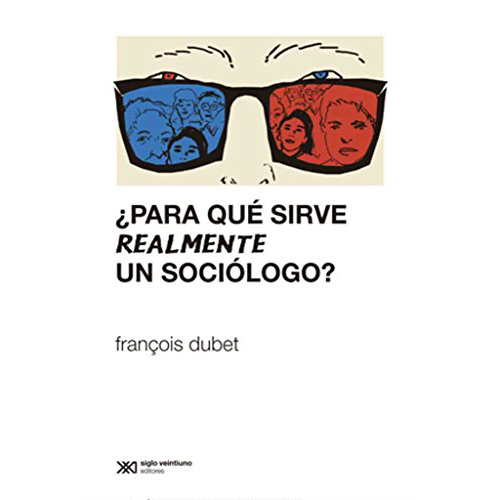 ¿PARA QUÉ SIRVE
REALMENTE
UN SOCIÓLOGO?
françois dubet
siglo veintiuno
editores